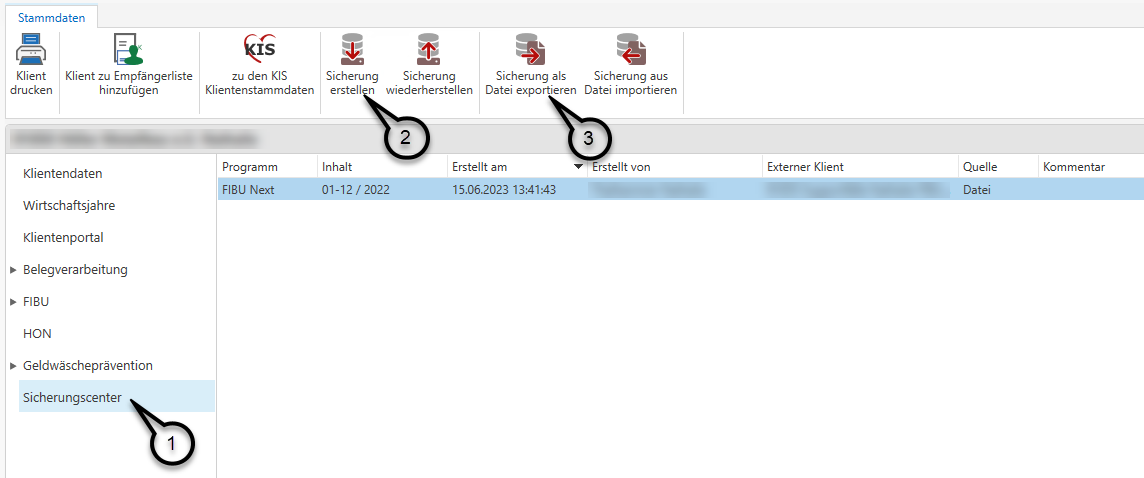 Stammdaten
KIS
Klient drucken
Klient zu Empfängerliste hinzufügen
zu den KIS Klientenstammdaten
Sicherung erstellen
Sicherung wiederherstellen
Sicherung als Datei exportieren
Sicherung aus Datei importieren
2
3
Klientendaten
Wirtschaftsjahre
Klientenportal
Belegverarbeitung
FIBU
HON
Geldwäscheprävention
Sicherungscenter
1
Programm Inhalt Erstellt am Erstellt von Externer Klient Quelle Kommentar
FIBU Next 01-12 / 2022 15.06.2023 13:41:43 Datei